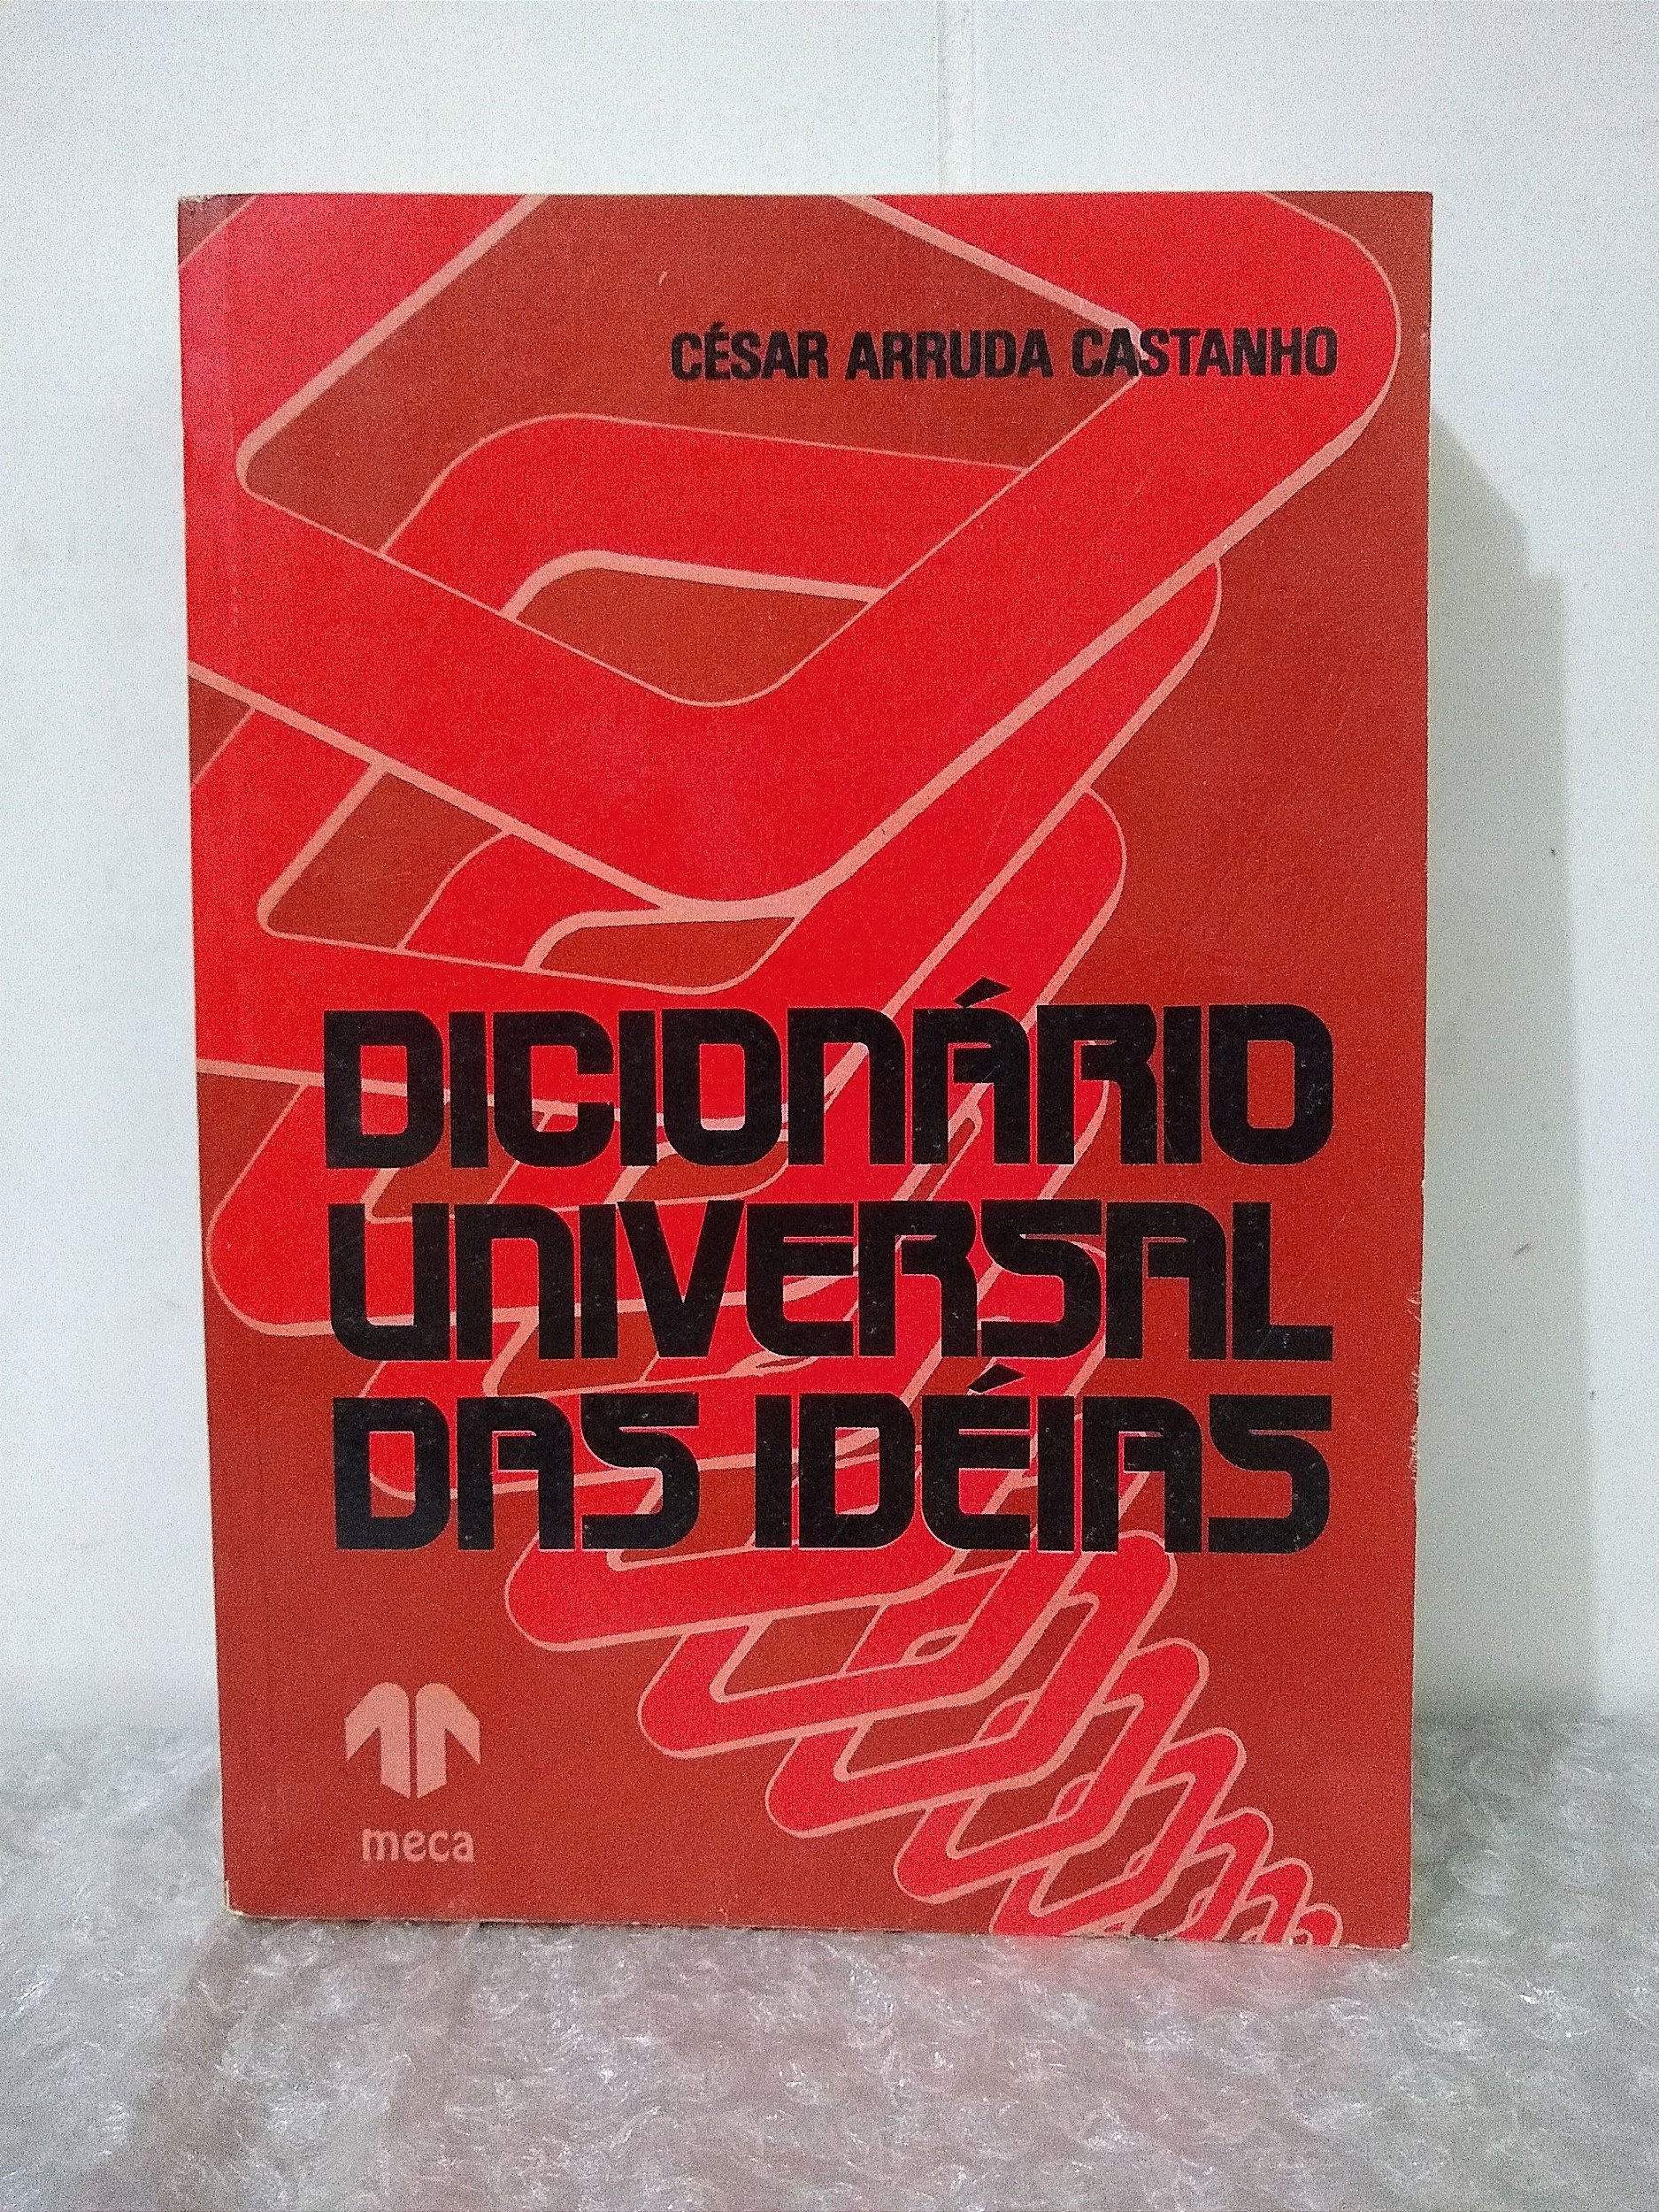 CÉSAR ARRUDA CASTANHO
DICIONÁRIO
UNIVERSAL
DAS IDÉIAS
meca